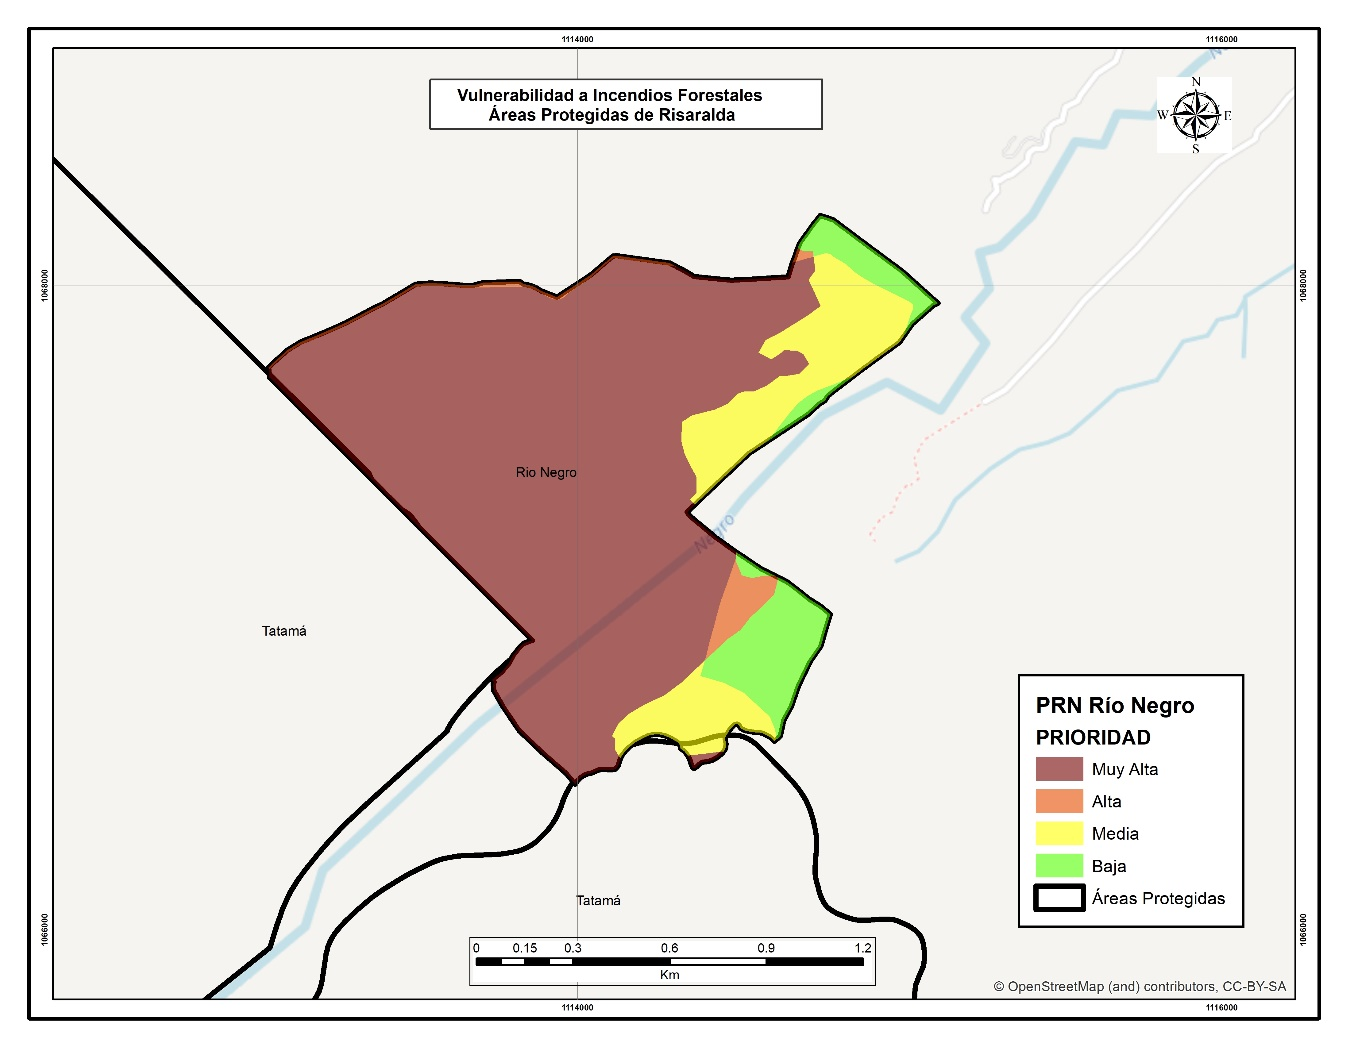 1114000
1116000
Vulnerabilidad a Incendios Forestales
Áreas Protegidas de Risaralda
N
W E
S
1068000
1068000
Río Negro
Negro
Tatamá
PRN Río Negro
PRIORIDAD
Muy Alta
Alta
Media
Baja
Áreas Protegidas
Tatamá
1066000
1066000
0 0.15 0.3 0.6 0.9 1.2
Km
© OpenStreetMap (and) contributors, CC-BY-SA
1114000
1116000